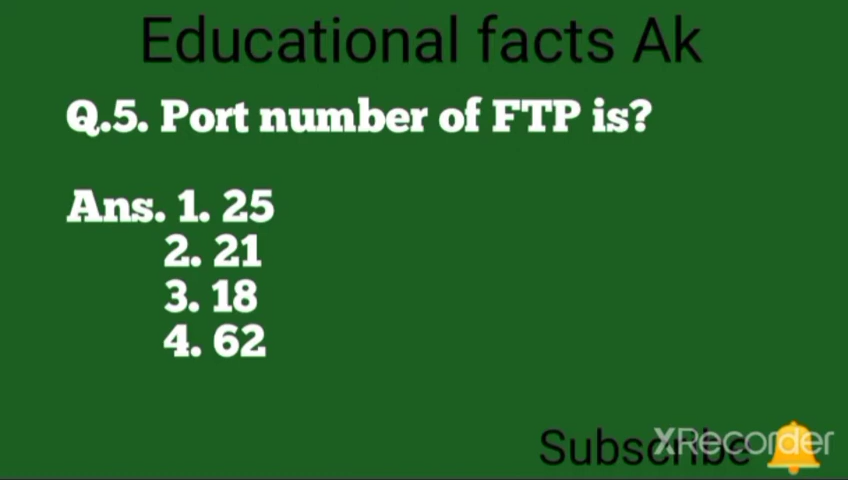 Educational facts Ak
Q.5. Port number of FTP is?
Ans. 1. 25
2. 21
3. 18
4. 62
Subscribe
XRecorder